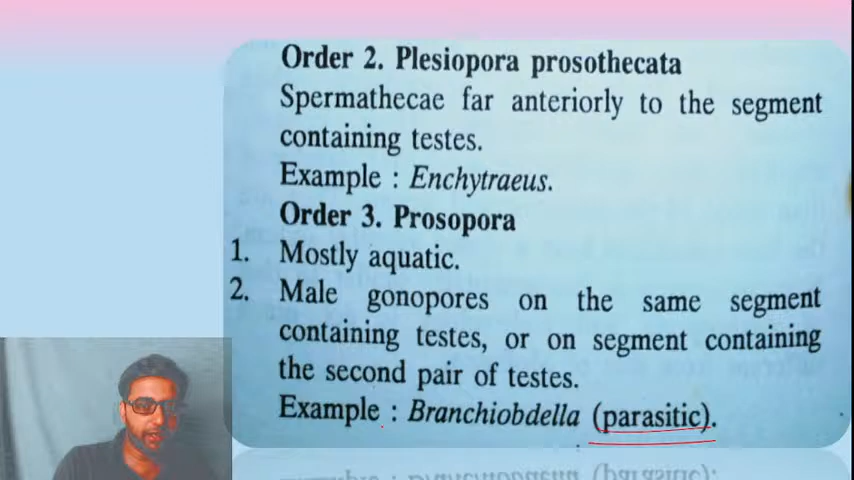 Order 2. Plesiopora prosothecata
Spermathecae far anteriorly to the segment
containing testes.
Example : Enchytraeus.
Order 3. Prosopora
1. Mostly aquatic.
2. Male gonopores on the same segment
containing testes, or on segment containing
the second pair of testes.
Example : Branchiobdella (parasitic).